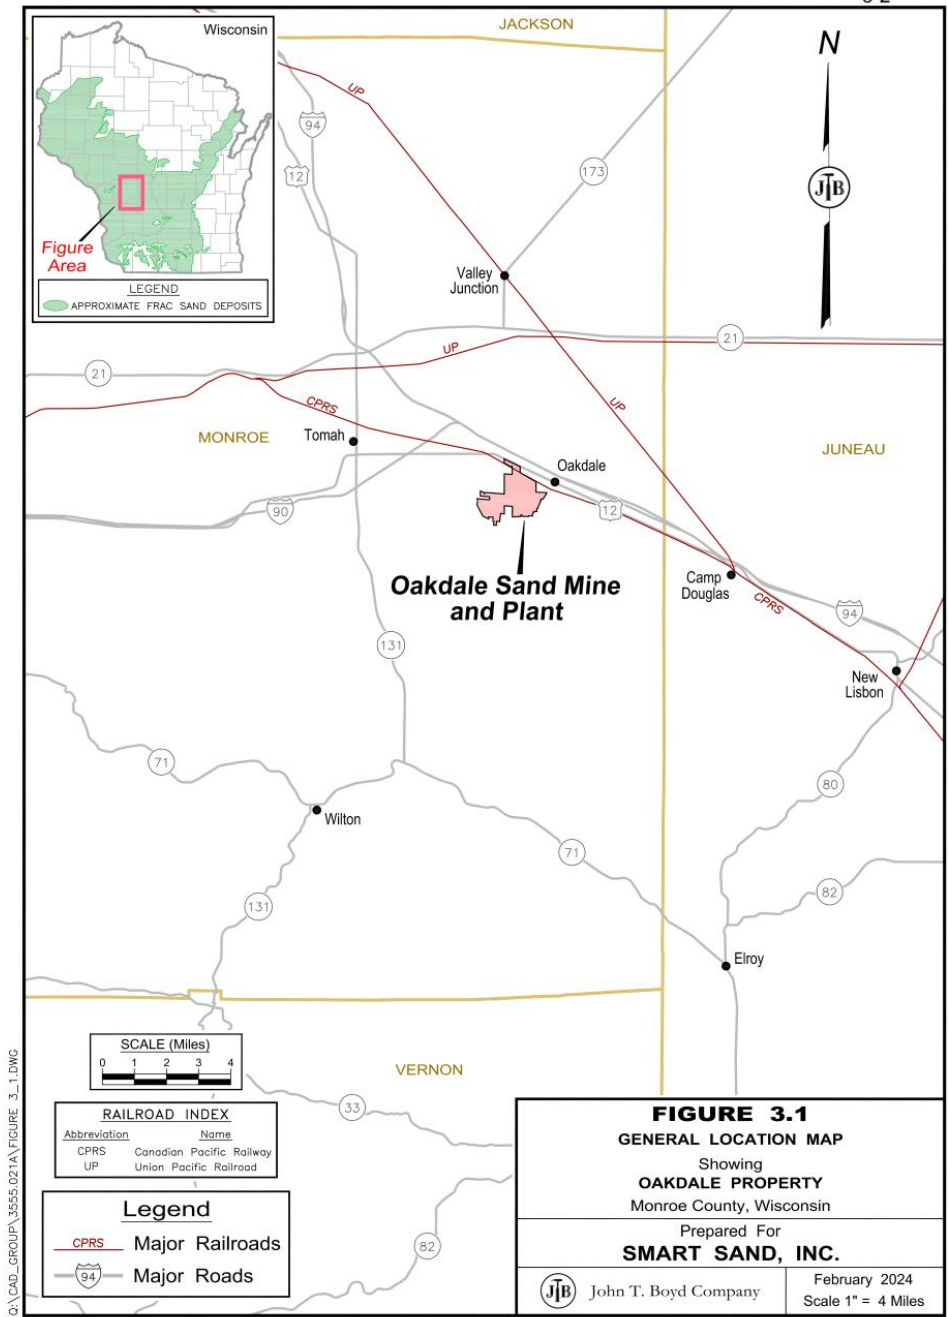 JACKSON
Wisconsin
N
UP
94
12
173
JTB
Figure
Area
LEGEND
APPROXIMATE FRAC SAND DEPOSITS
Valley
Junction
21
UP
21
CPRS
UP
MONROE
Tomah
JUNEAU
Oakdale
90
12
Oakdale Sand Mine
and Plant
Camp
Douglas
CPRS
94
131
New
Lisbon
71
80
Wilton
71
82
131
Elroy
SCALE (Miles)
0 1 2 3 4
VERNON
33
RAILROAD INDEX
Abbreviation Name
CPRS Canadian Pacific Railway
UP Union Pacific Railroad
Legend
CPRS Major Railroads
94 Major Roads
82
FIGURE 3.1
GENERAL LOCATION MAP
Showing
OAKDALE PROPERTY
Monroe County, Wisconsin
Prepared For
SMART SAND, INC.
JTB John T. Boyd Company
February 2024
Scale 1" = 4 Miles
Q:\CAD_GROUP\3555.021A\FIGURE 3_1.DWG